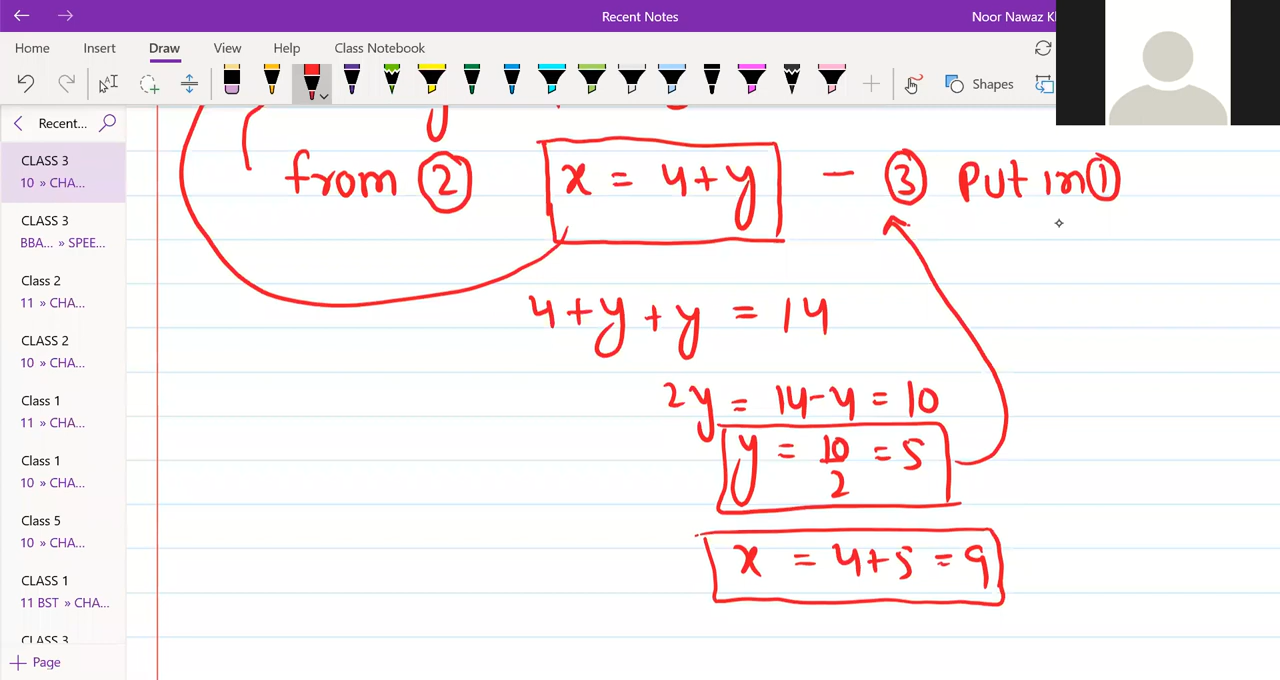 Recent Notes
Noor Nawaz
Home Insert Draw View Help Class Notebook
Shapes
Recent...
CLASS 3
10 » CHA...
CLASS 3
BBA... » SPEE...
Class 2
11 » CHA...
CLASS 2
10 » CHA...
Class 1
11 » CHA...
Class 1
10 » CHA...
Class 5
10 » CHA...
CLASS 1
11 BST » CHA...
CLASS 3
+ Page
y
from ② x = 4+y - ③ Put in ①
4+y+y = 14
2y = 14-4 = 10
y = 10/2 = 5
x = 4+5 = 9